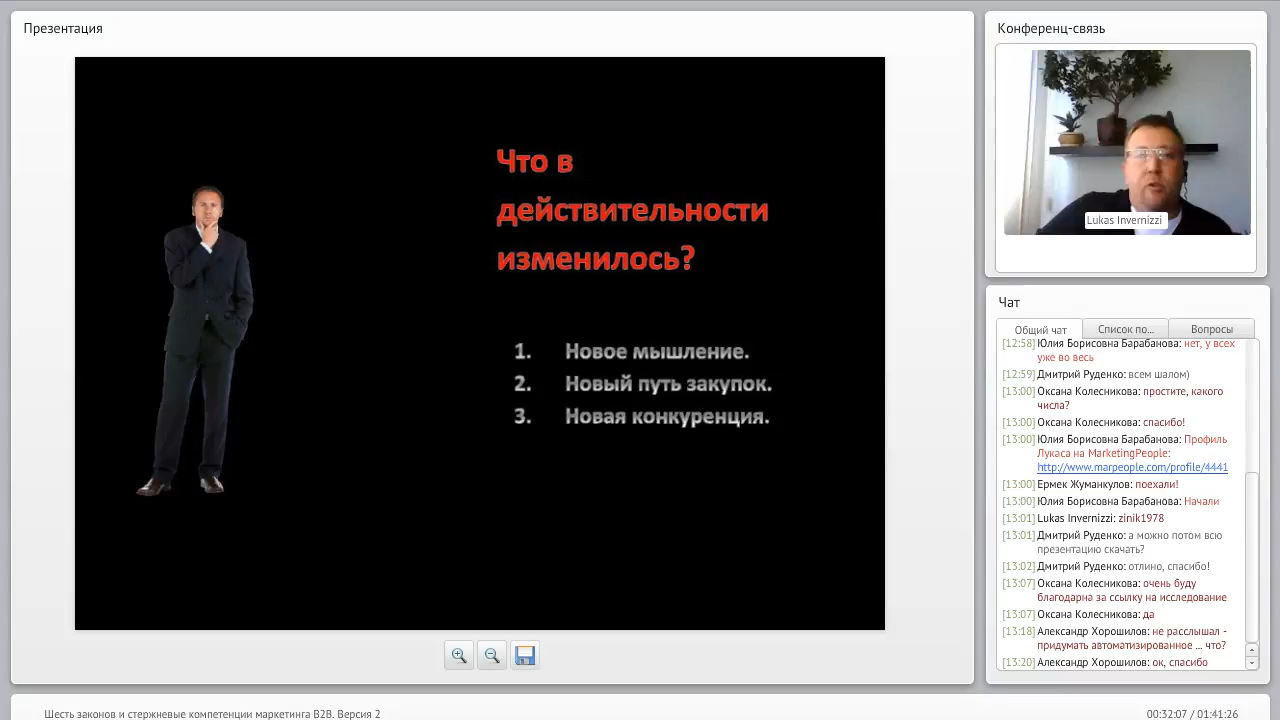 Презентация
Что в
действительности
изменилось?
1. Новое мышление.
2. Новый путь закупок.
3. Новая конкуренция.
Конференц-связь
Lukas Invernizzi
Чат
Общий чат
Список по...
Вопросы
[12:58] Юлия Борисовна Барабанова: нет, у всех
уже во весь
[12:59] Дмитрий Руденко: всем шалом)
[13:00] Оксана Колесникова: простите, какого
числа?
[13:00] Оксана Колесникова: спасибо!
[13:00] Юлия Борисовна Барабанова: Профиль
Лукаса на MarketingPeople:
http://www.marpeople.com/profile/4441
[13:00] Ермек Жуманкулов: поехали!
[13:00] Юлия Борисовна Барабанова: Начали
[13:01] Lukas Invernizzi: zinik1978
[13:01] Дмитрий Руденко: а можно потом всю
презентацию скачать?
[13:02] Дмитрий Руденко: отлино, спасибо!
[13:07] Оксана Колесникова: очень буду
благодарна за ссылку на исследование
[13:07] Оксана Колесникова: да
[13:18] Александр Хорошилов: не расслышал -
придумать автоматизированное ... что?
[13:20] Александр Хорошилов: ок, спасибо
Шесть законов и стержневые компетенции маркетинга B2B. Версия 2
00:32:07 / 01:41:26